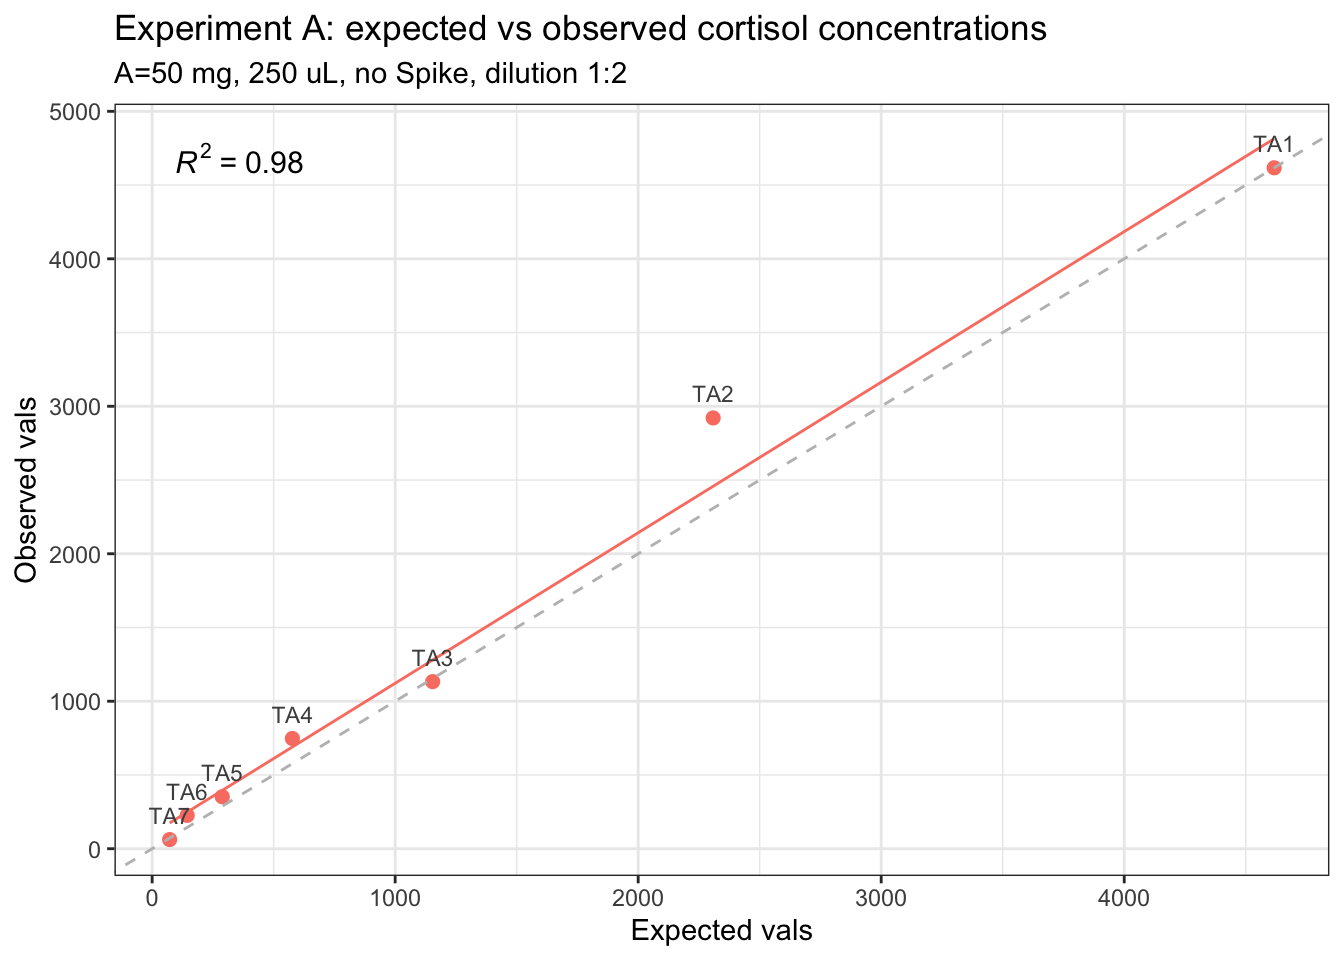 Experiment A: expected vs observed cortisol concentrations
A=50 mg, 250 uL, no Spike, dilution 1:2
5000
4000
3000
2000
1000
0
Observed vals
R² = 0.98
TA1
TA2
TA3
TA4
TA5
TA6
TA7
0 1000 2000 3000 4000
Expected vals